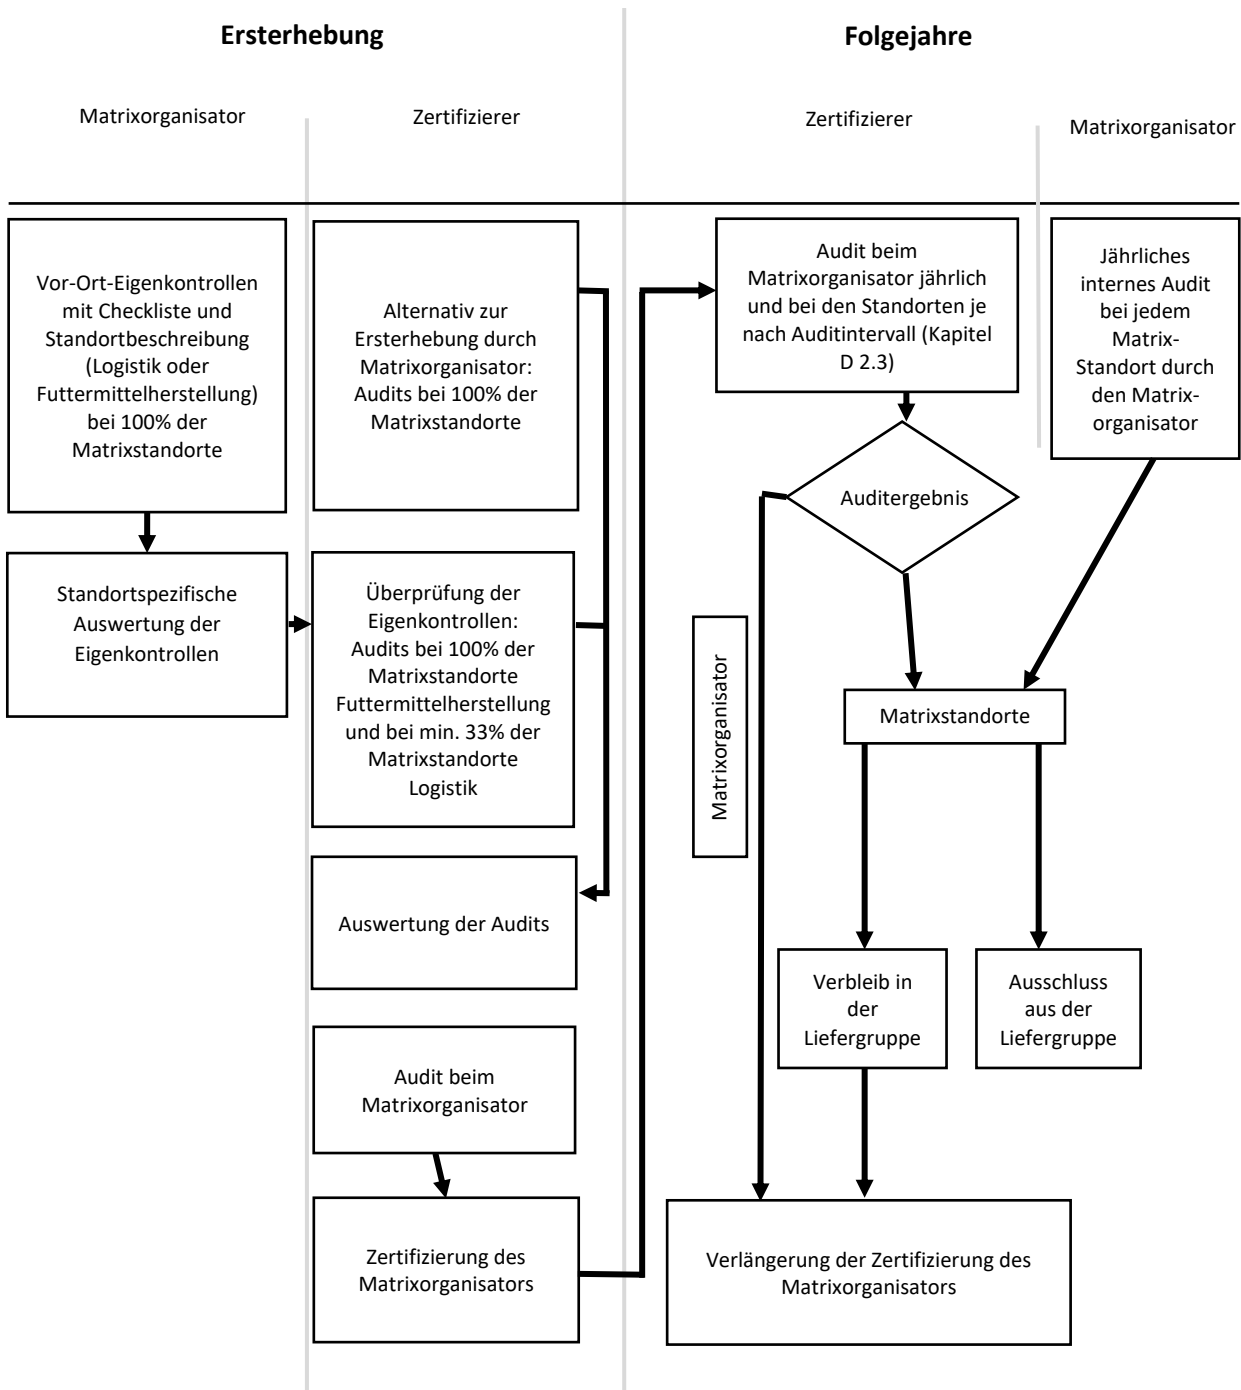 Ersterhebung
Folgejahre
Matrixorganisator
Zertifizierer
Zertifizierer
Matrixorganisator
Vor-Ort-Eigenkontrollen
mit Checkliste und
Standortbeschreibung
(Logistik oder
Futtermittelherstellung)
bei 100% der
Matrixstandorte
Standortspezifische
Auswertung der
Eigenkontrollen
Alternativ zur
Ersterhebung durch
Matrixorganisator:
Audits bei 100% der
Matrixstandorte
Überprüfung der
Eigenkontrollen:
Audits bei 100% der
Matrixstandorte
Futtermittelherstellung
und bei min. 33% der
Matrixstandorte
Logistik
Auswertung der Audits
Audit beim
Matrixorganisator
Zertifizierung des
Matrixorganisators
Audit beim
Matrixorganisator jährlich
und bei den Standorten je
nach Auditintervall (Kapitel
D 2.3)
Auditergebnis
Matrixorganisator
Jährliches
internes Audit
bei jedem
Matrix-
Standort durch
den Matrix-
organisator
Matrixstandorte
Verbleib in
der
Liefergruppe
Ausschluss
aus der
Liefergruppe
Verlängerung der Zertifizierung des
Matrixorganisators